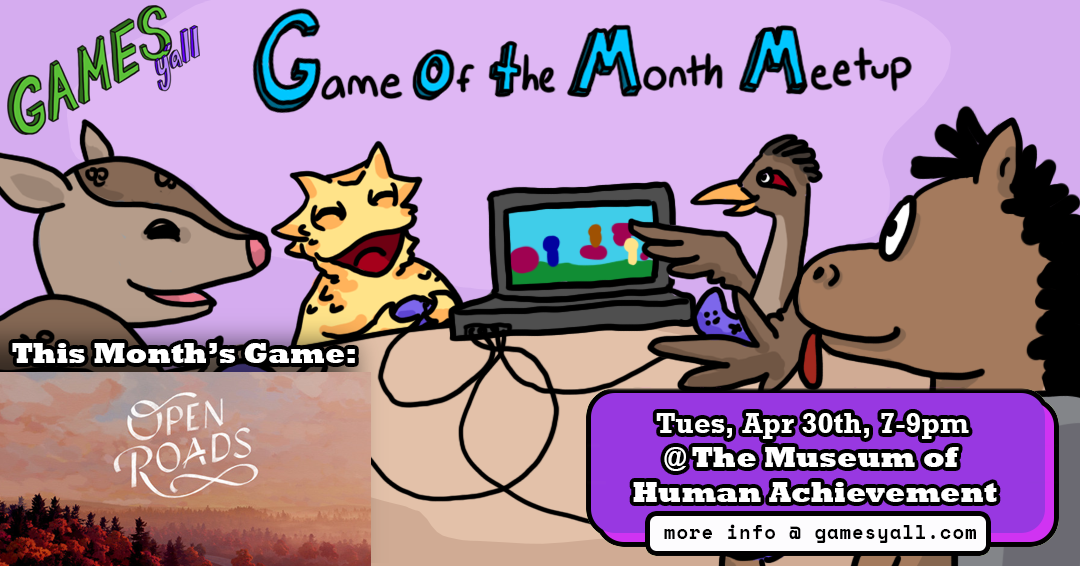 GAMES
y'all
Game Of the Month Meetup
This Month's Game:
OPEN
ROADS
Tues, Apr 30th, 7-9pm
@The Museum of
Human Achievement
more info @ gamesyall.com